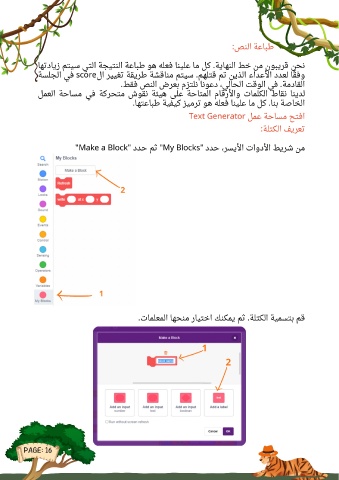 طباعة النص:
نحن قريبون من خط النهاية. كل ما علينا فعله هو طباعة النتيجة التي سيتم زيادتها
وفقًا لعدد الأعداء الذين تم قتلهم. سيتم مناقشة طريقة تغيير الscore في الجلسة
القادمة. في الوقت الحالي، دعونا نلتزم بعرض النص فقط.
لدينا نقاط الكلمات والأرقام المتاحة على هيئة نقوش متحركة في مساحة العمل
الخاصة بنا. كل ما علينا فعله هو ترميز كيفية طباعتها.
افتح مساحة عمل Text Generator
تعريف الكتلة:
من شريط الأدوات الأيسر، حدد "My Blocks" ثم حدد "Make a Block"
Search
My Blocks
Make a Block
2
Motion
Looks
Sound
Events
Control
Sensing
Operators
Variables
My Blocks
1
قم بتسمية الكتلة، ثم يمكنك اختيار منحها المعلمات.
Make a Block
1
2
Add an input
Add an input
Add an input
Add a label
number
text
boolean
Run without screen refresh
Cancel
OK
PAGE: 16